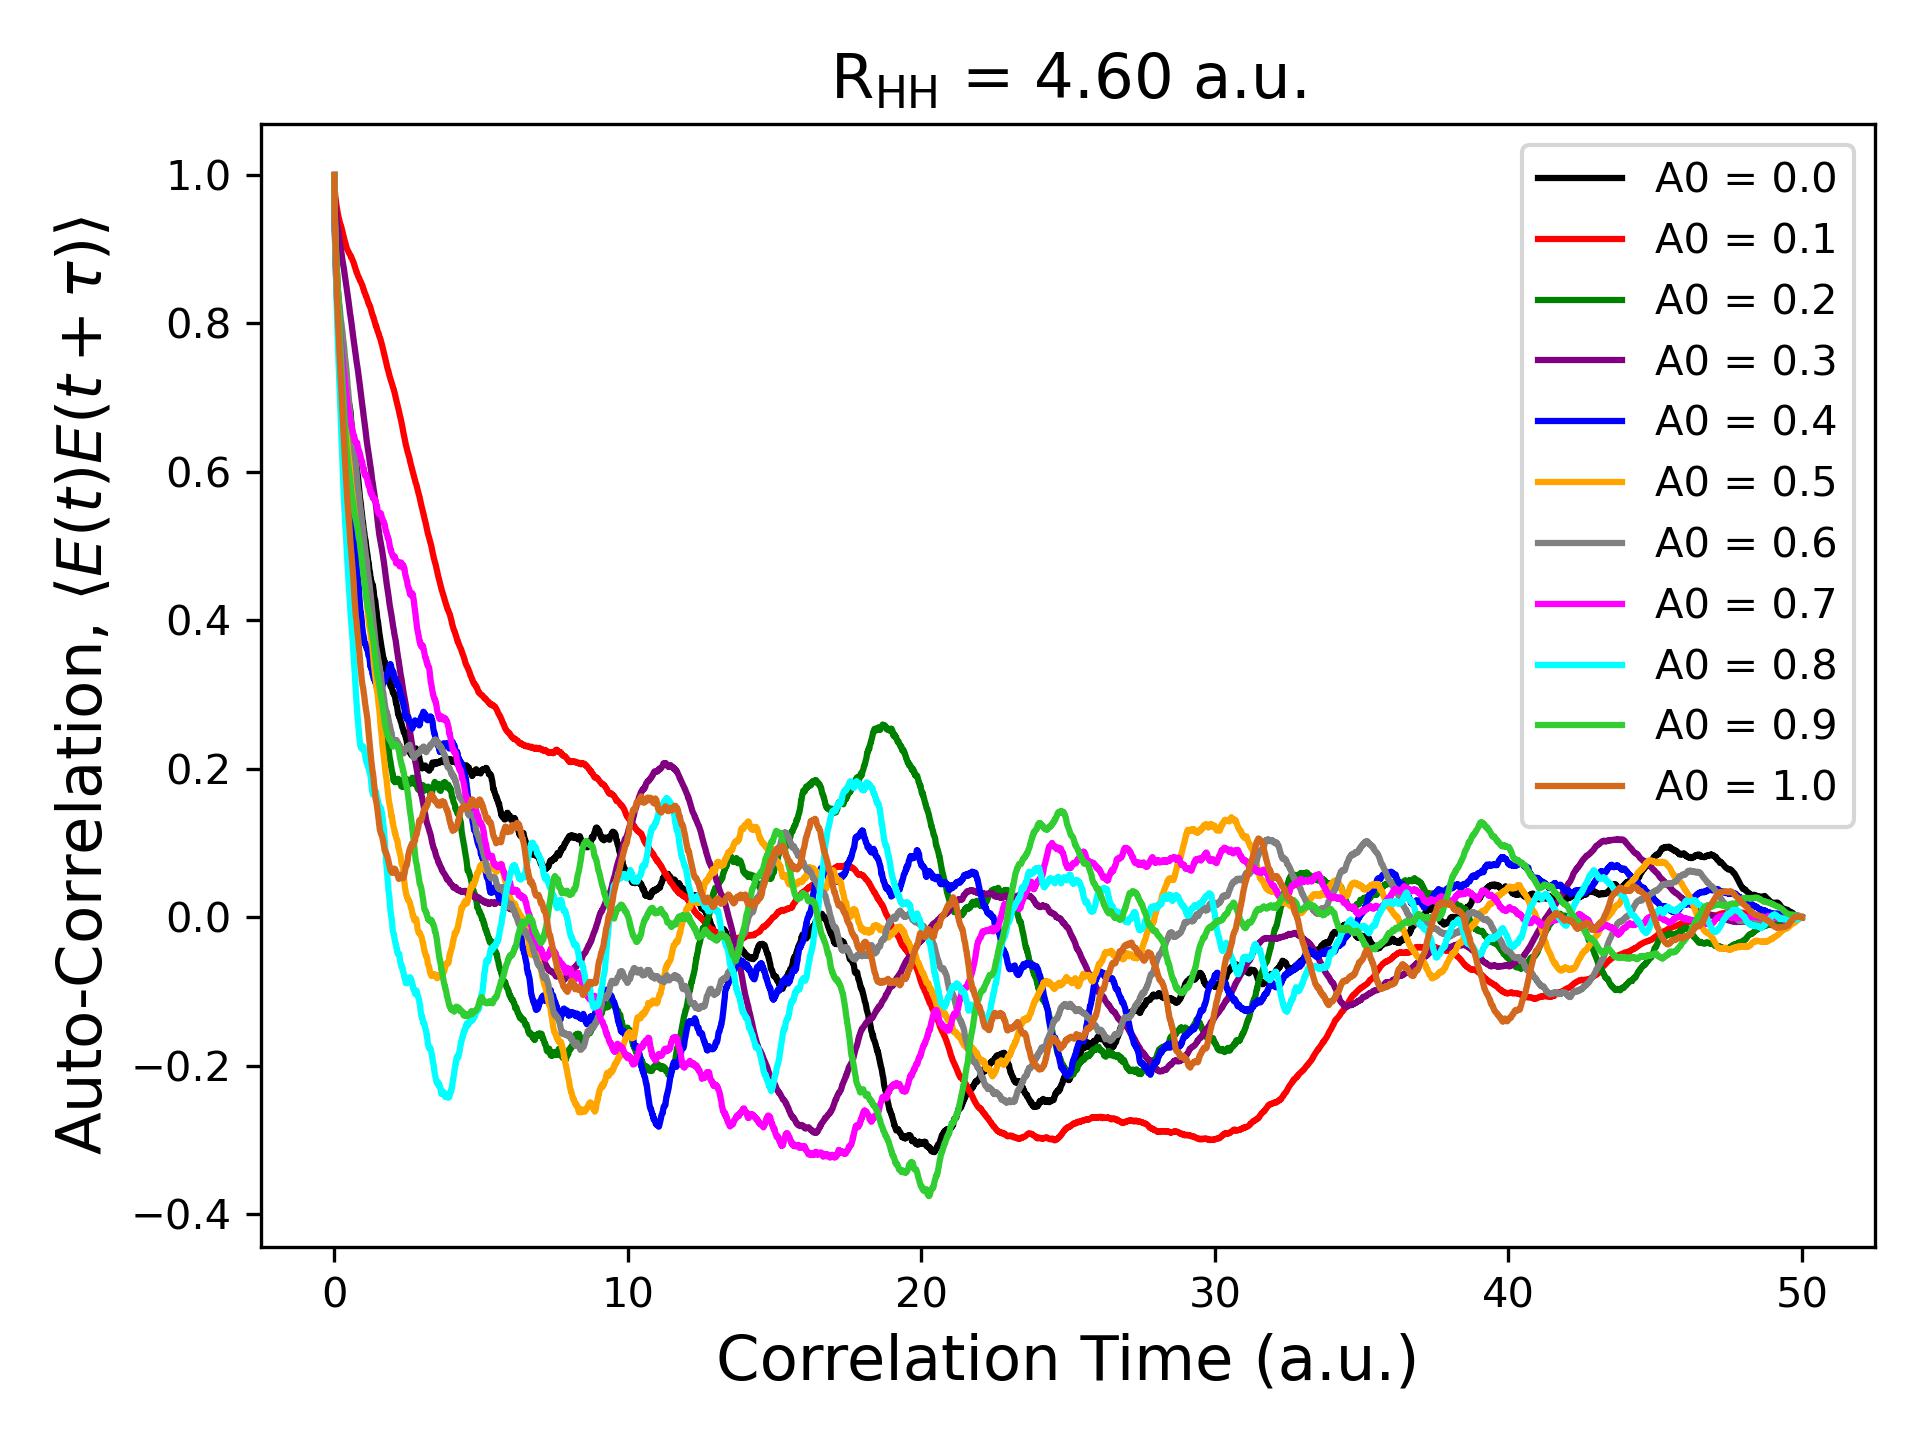 R_HH = 4.60 a.u.
Auto-Correlation, ⟨E(t)E(t + τ)⟩
1.0
0.8
0.6
0.4
0.2
0.0
−0.2
−0.4
A0 = 0.0
A0 = 0.1
A0 = 0.2
A0 = 0.3
A0 = 0.4
A0 = 0.5
A0 = 0.6
A0 = 0.7
A0 = 0.8
A0 = 0.9
A0 = 1.0
0 10 20 30 40 50
Correlation Time (a.u.)